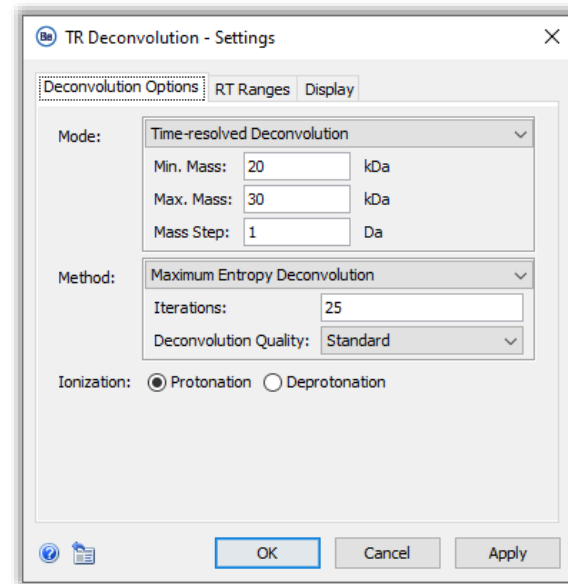 Be TR Deconvolution - Settings
Deconvolution Options RT Ranges Display
Mode: Time-resolved Deconvolution
Min. Mass: 20 kDa
Max. Mass: 30 kDa
Mass Step: 1 Da
Method: Maximum Entropy Deconvolution
Iterations: 25
Deconvolution Quality: Standard
Ionization: Protonation Deprotonation
? OK Cancel Apply